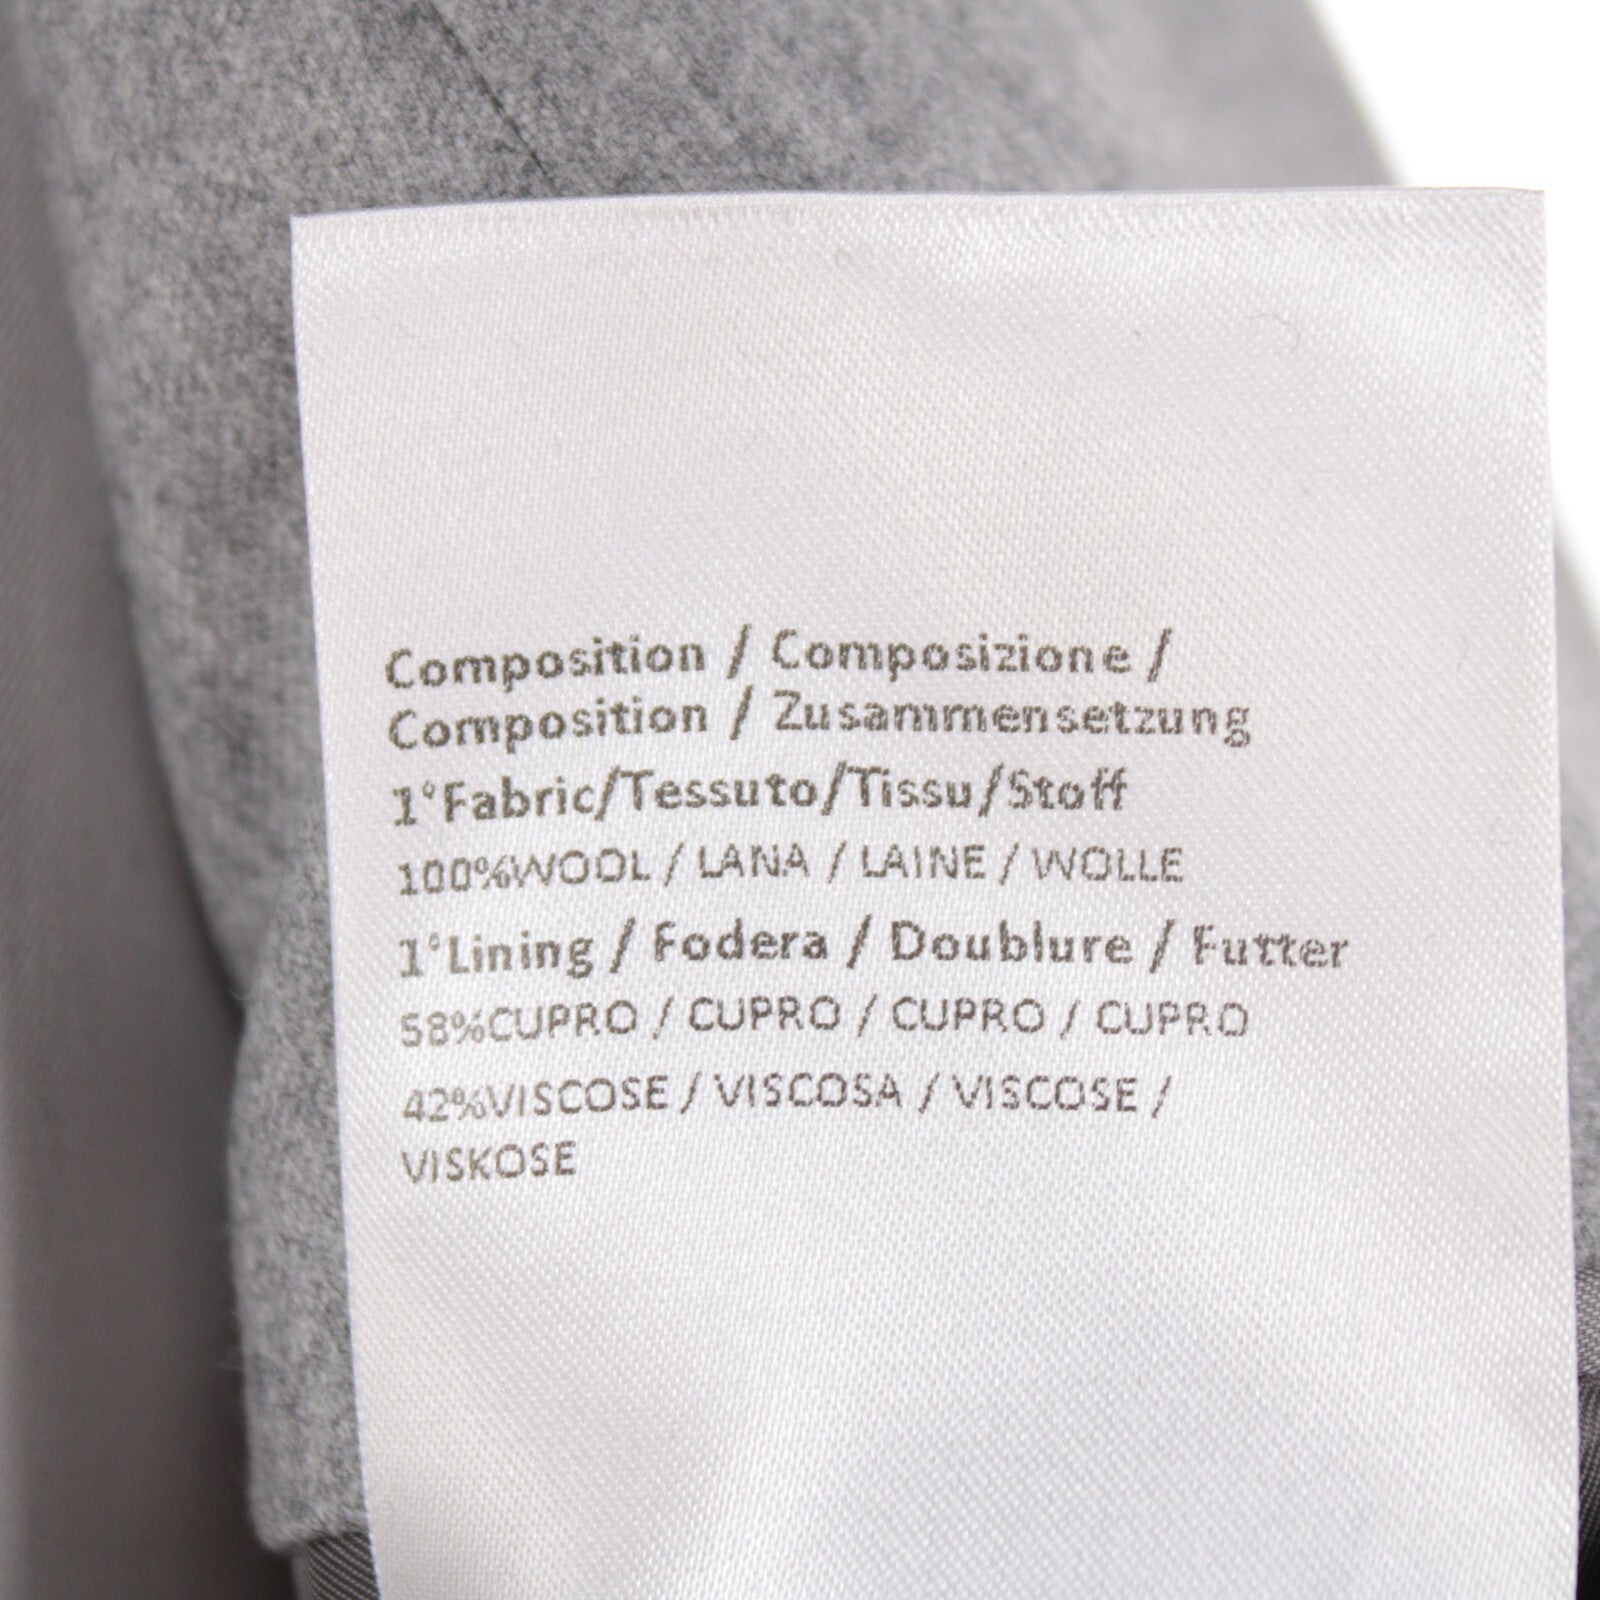 Composition / Composizione /
Composition / Zusammensetzung
1°Fabric/Tessuto/Tissu/Stoff
100%WOOL / LANA / LAINE / WOLLE
1°Lining / Fodera / Doublure / Futter
58%CUPRO / CUPRO / CUPRO / CUPRO
42%VISCOSE / VISCOSA / VISCOSE /
VISKOSE